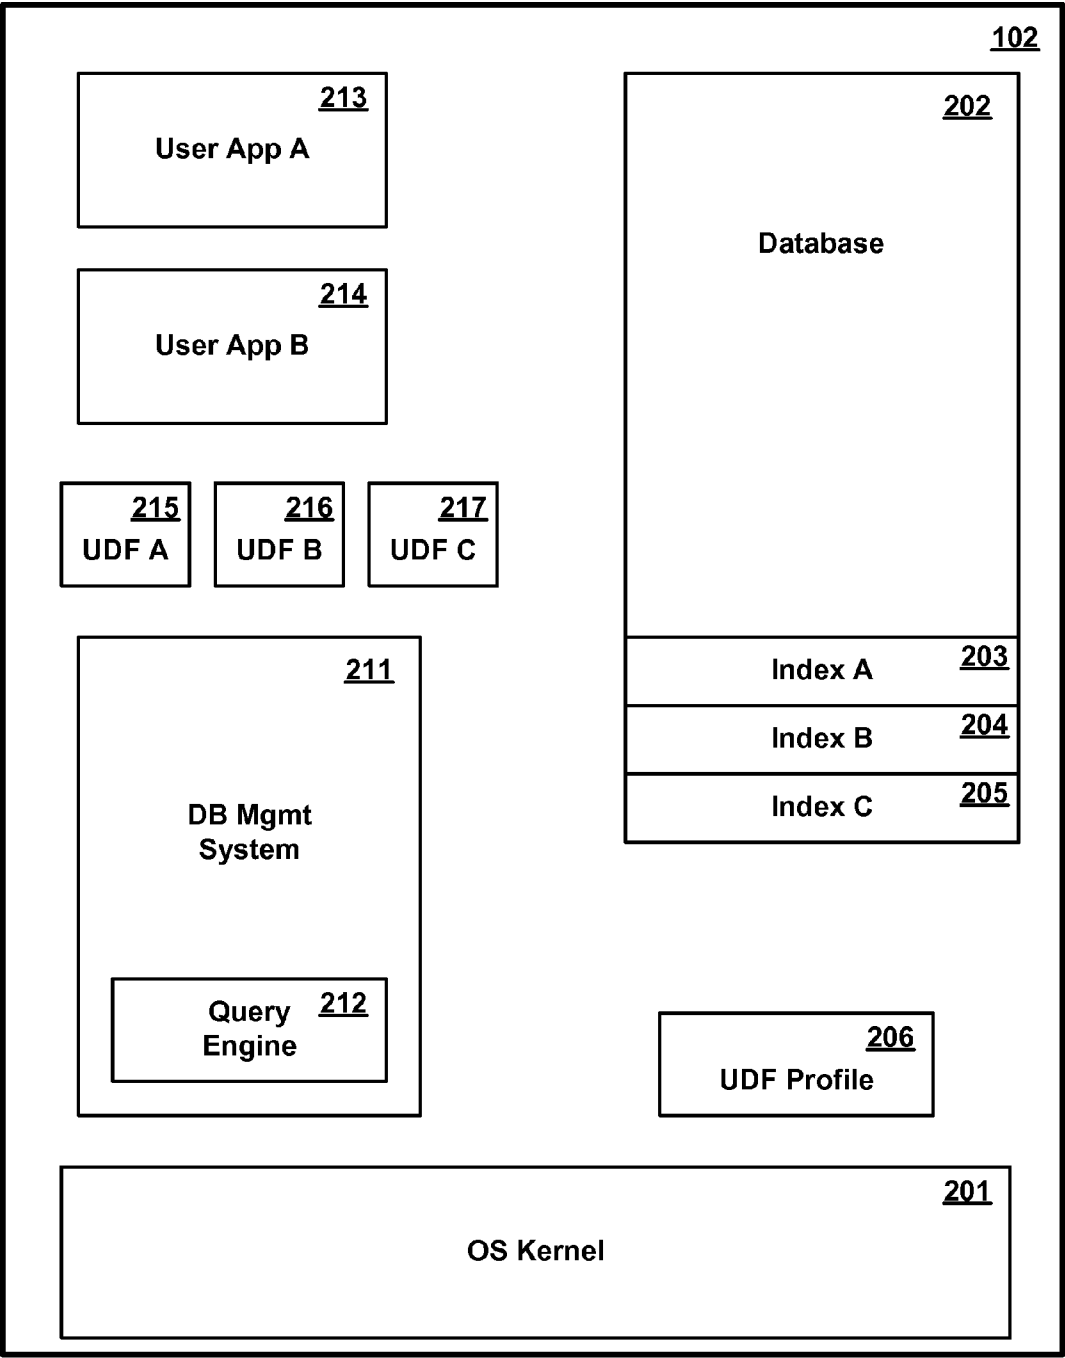 102
213
User App A
202
Database
214
User App B
215
UDF A
216
UDF B
217
UDF C
211
DB Mgmt
System
212
Query
Engine
Index A
203
Index B
204
Index C
205
206
UDF Profile
201
OS Kernel